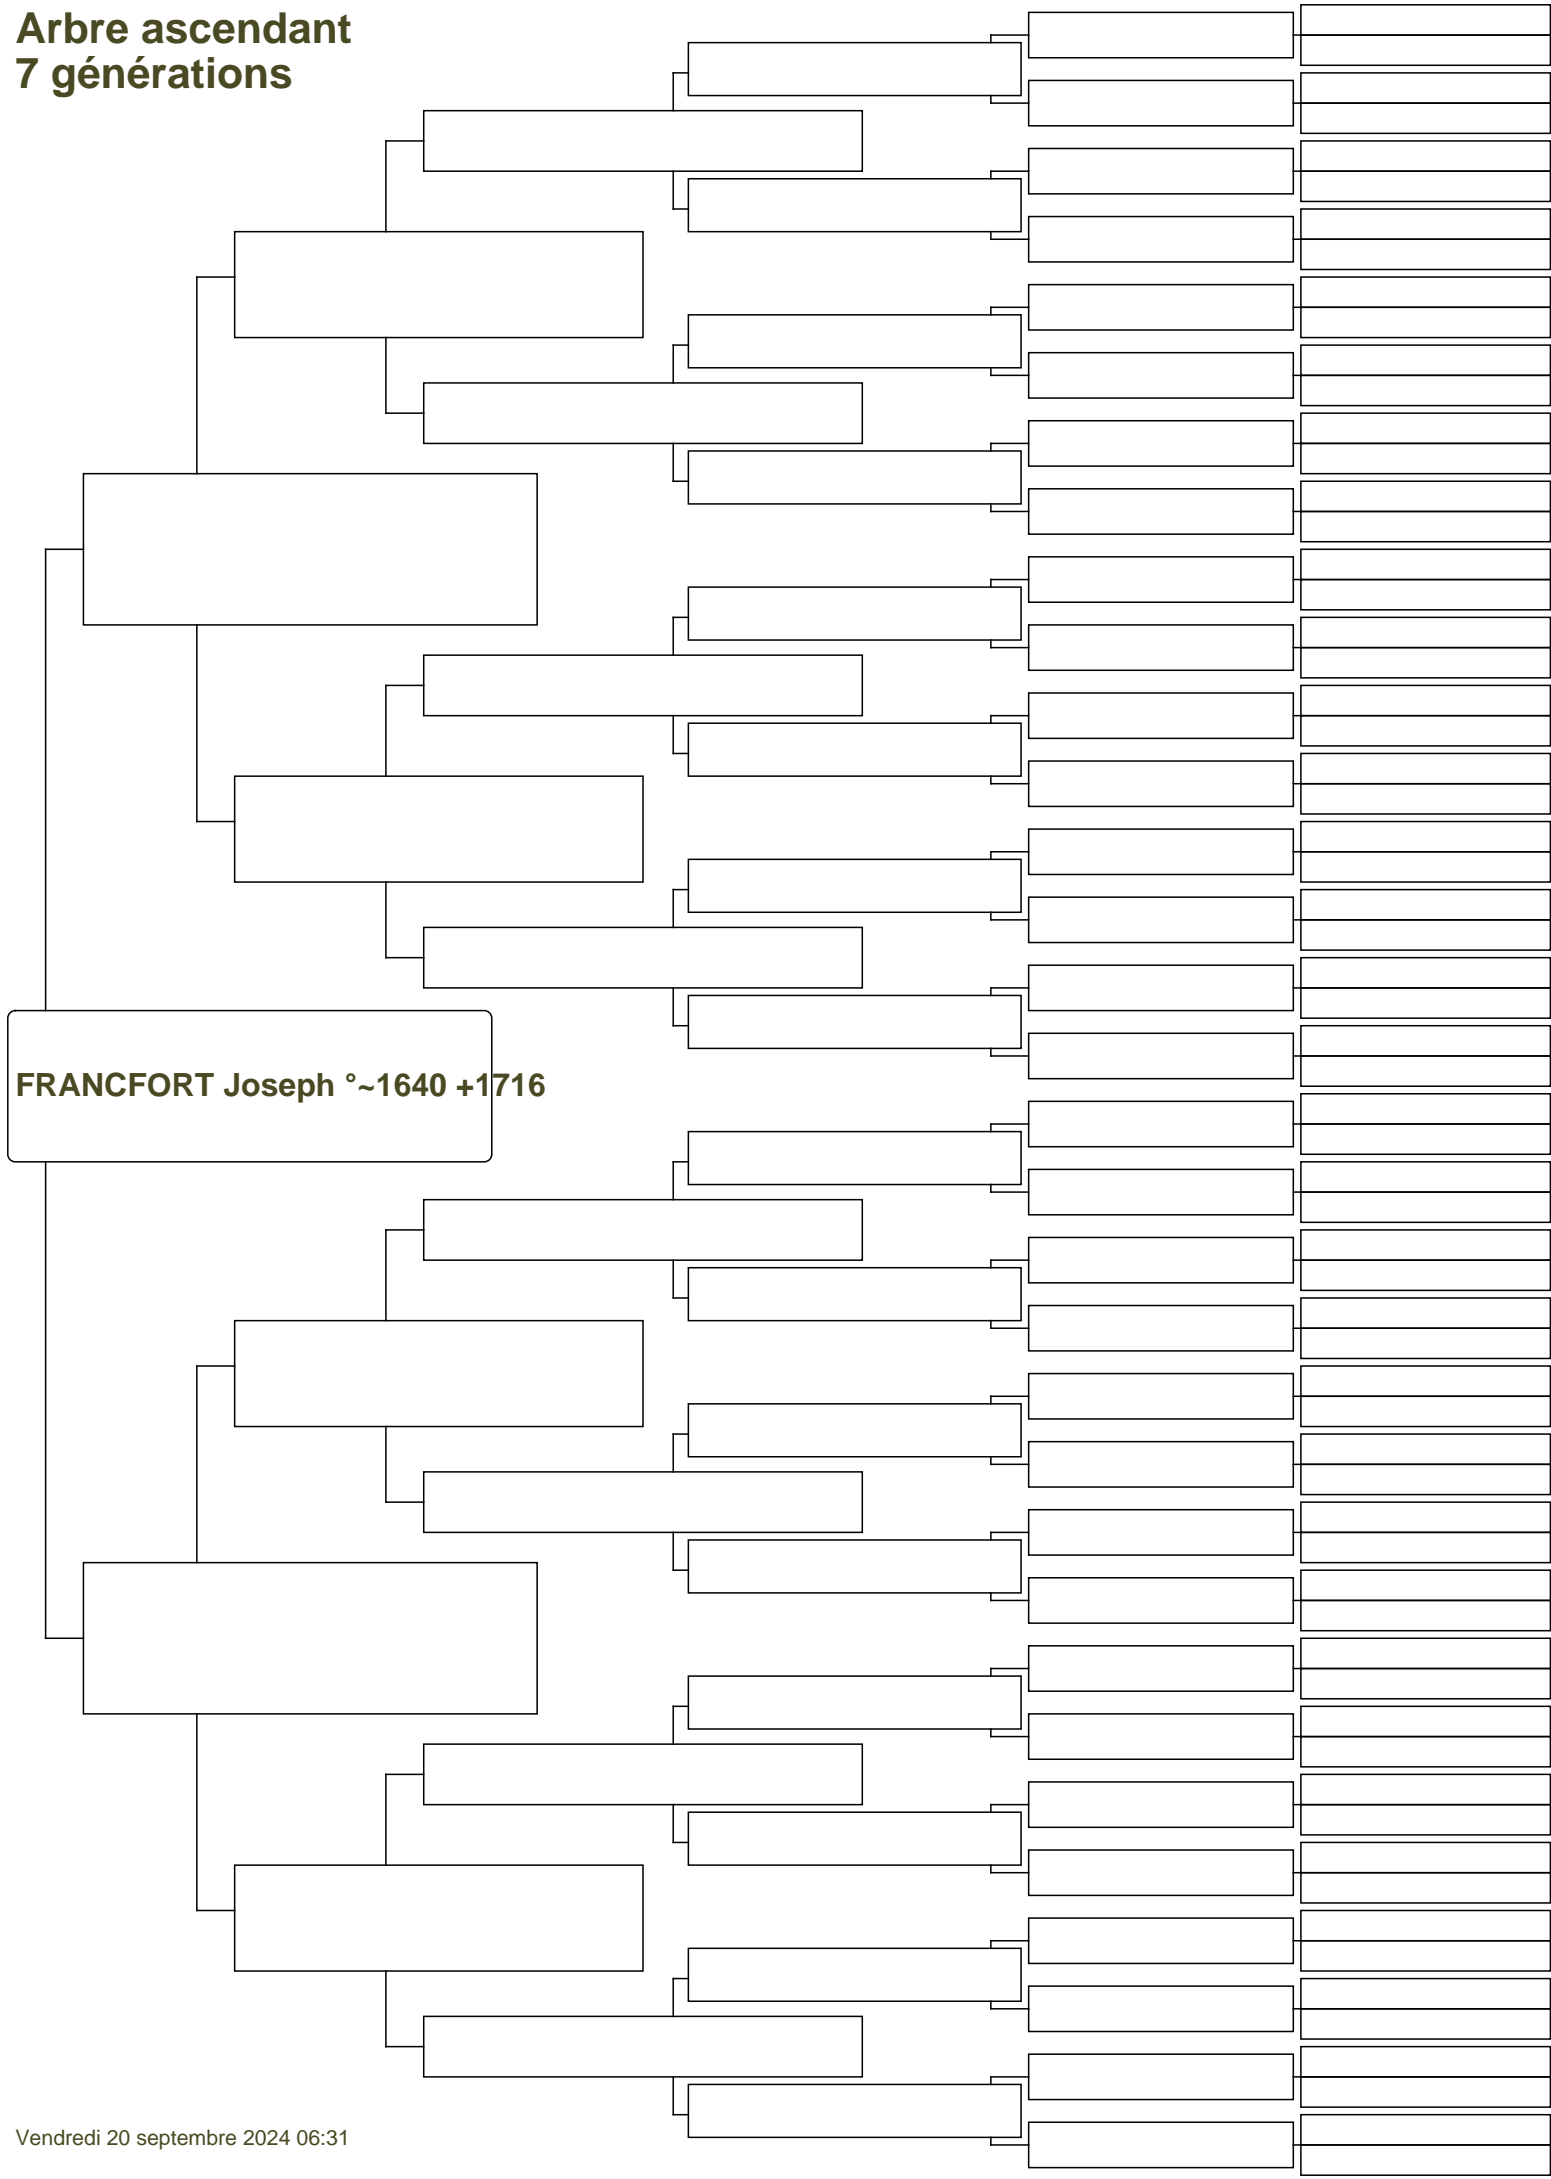 Arbre ascendant
7 générations
FRANCFORT Joseph °~1640 +1716
Vendredi 20 septembre 2024 06:31